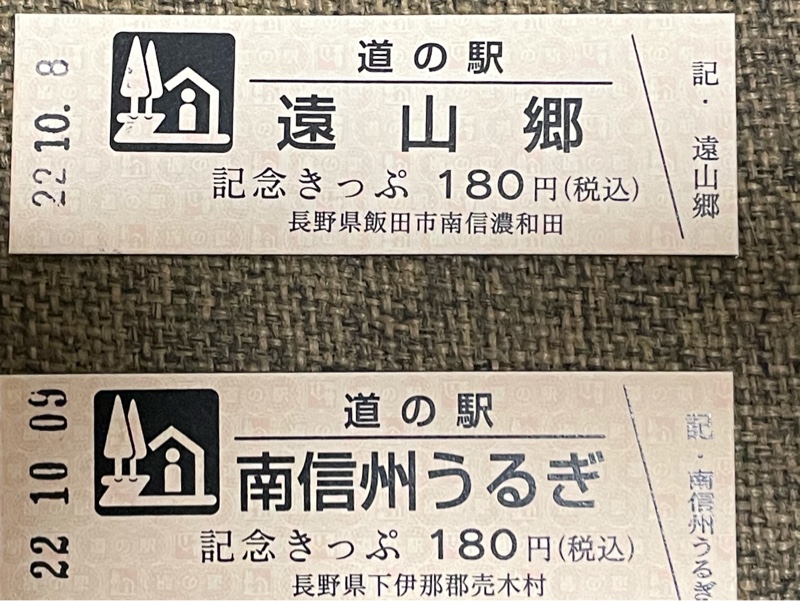 22.10.8
道の駅
遠山郷
記念きっぷ 180円(税込)
長野県飯田市南信濃和田
記・遠山郷
22 10 09
道の駅
南信州うるぎ
記念きっぷ 180円(税込)
長野県下伊那郡売木村
記・南信州うるぎ